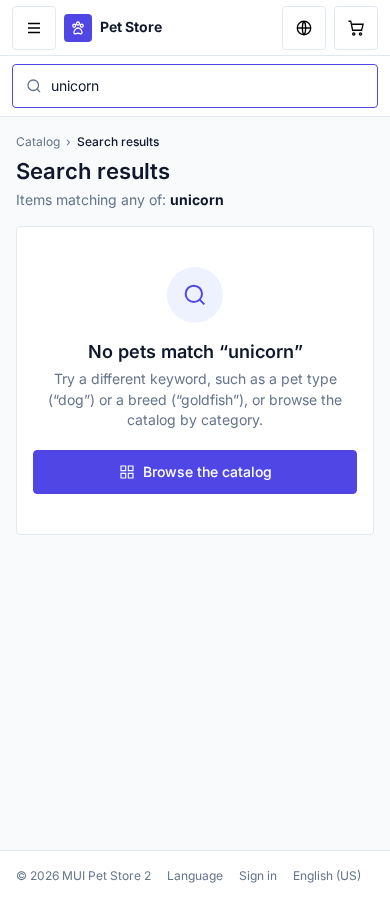 Pet Store
unicorn
Catalog › Search results
Search results
Items matching any of: unicorn
No pets match “unicorn”
Try a different keyword, such as a pet type
(“dog”) or a breed (“goldfish”), or browse the
catalog by category.
Browse the catalog
© 2026 MUI Pet Store 2 Language Sign in English (US)